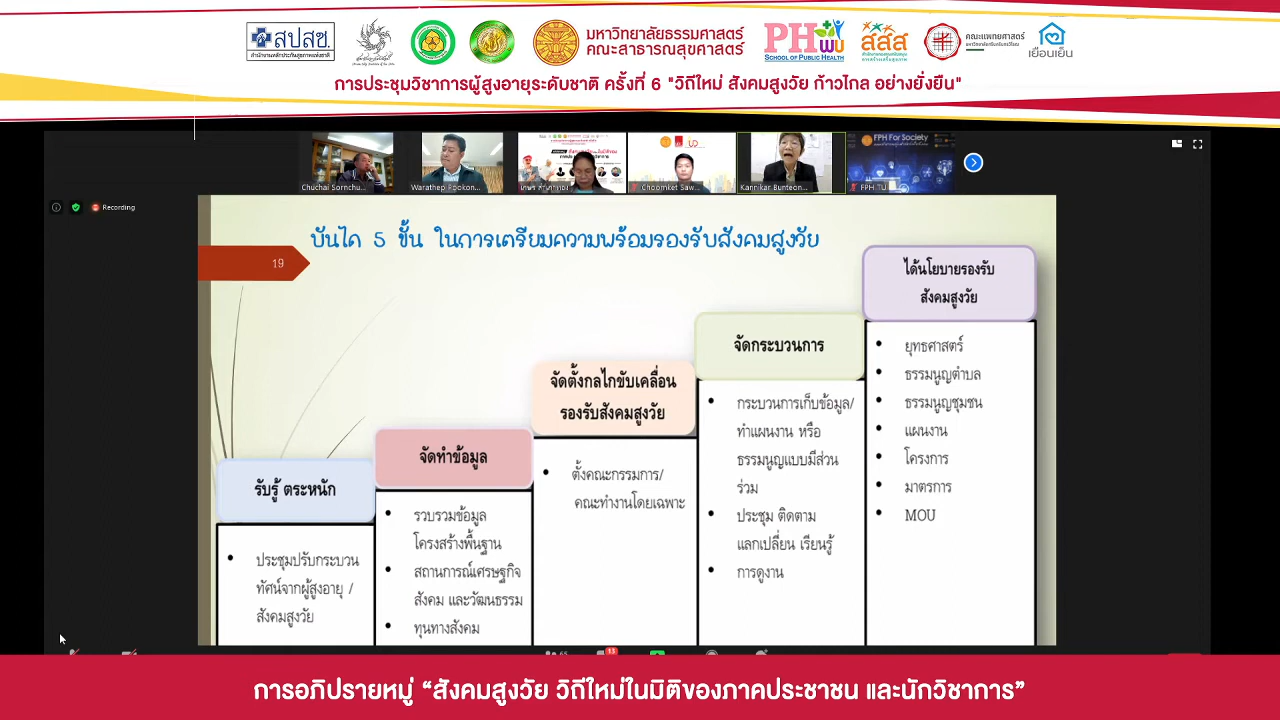 สปสช.
สำนักงานหลักประกันสุขภาพแห่งชาติ
มหาวิทยาลัยธรรมศาสตร์
คณะสาธารณสุขศาสตร์
PH
SCHOOL OF PUBLIC HEALTH
สสส
คณะแพทยศาสตร์
เยือนเย็น
การประชุมวิชาการผู้สูงอายุระดับชาติ ครั้งที่ 6 "วิถีใหม่ สังคมสูงวัย ก้าวไกล อย่างยั่งยืน"
FPH For Society
Chuchai Sornchu...
Warathep Pookon...
Choomket Saw...
Kannikar Bunteon...
FPH TU
Recording
บันได 5 ขั้น ในการเตรียมความพร้อมรองรับสังคมสูงวัย
19
รับรู้ ตระหนัก
• ประชุมปรับกระบวน
ทัศน์จากผู้สูงอายุ /
สังคมสูงวัย
จัดทำข้อมูล
• รวบรวมข้อมูล
โครงสร้างพื้นฐาน
• สถานการณ์เศรษฐกิจ
สังคม และวัฒนธรรม
• ทุนทางสังคม
จัดตั้งกลไกขับเคลื่อน
รองรับสังคมสูงวัย
• ตั้งคณะกรรมการ/
คณะทำงานโดยเฉพาะ
จัดกระบวนการ
• กระบวนการเก็บข้อมูล/
ทำแผนงาน หรือ
ธรรมนูญแบบมีส่วน
ร่วม
• ประชุม ติดตาม
แลกเปลี่ยน เรียนรู้
• การดูงาน
ได้นโยบายรองรับ
สังคมสูงวัย
• ยุทธศาสตร์
• ธรรมนูญตำบล
• ธรรมนูญชุมชน
• แผนงาน
• โครงการ
• มาตรการ
• MOU
13
การอภิปรายหมู่ “สังคมสูงวัย วิถีใหม่ในมิติของภาคประชาชน และนักวิชาการ”